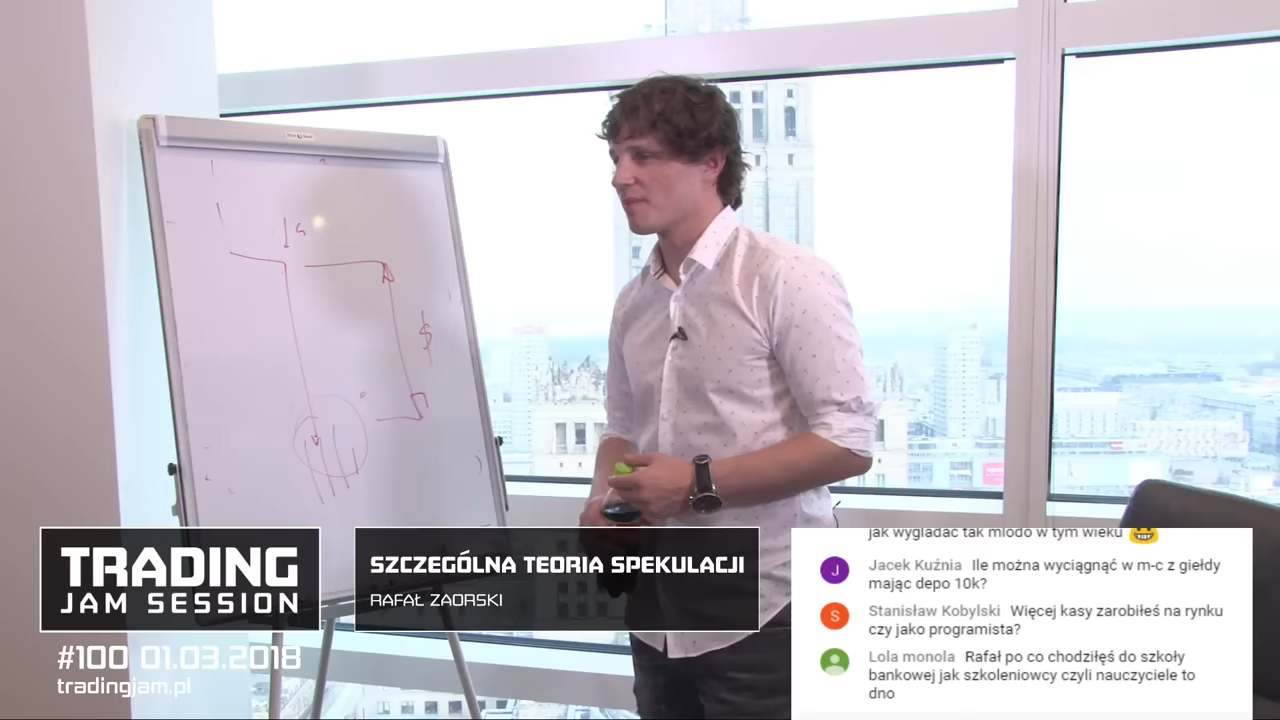 $
TRADING
JAM SESSION
#100 01.03.2018
tradingjam.pl
SZCZEGÓLNA TEORIA SPEKULACJI
RAFAŁ ZAORSKI
jak wyglądać tak młodo w tym wieku
J Jacek Kuźnia Ile można wyciągnąć w m-c z giełdy
mając depo 10k?
S Stanisław Kobylski Więcej kasy zarobiłeś na rynku
czy jako programista?
Lola monola Rafał po co chodziłęś do szkoły
bankowej jak szkoleniowcy czyli nauczyciele to
dno